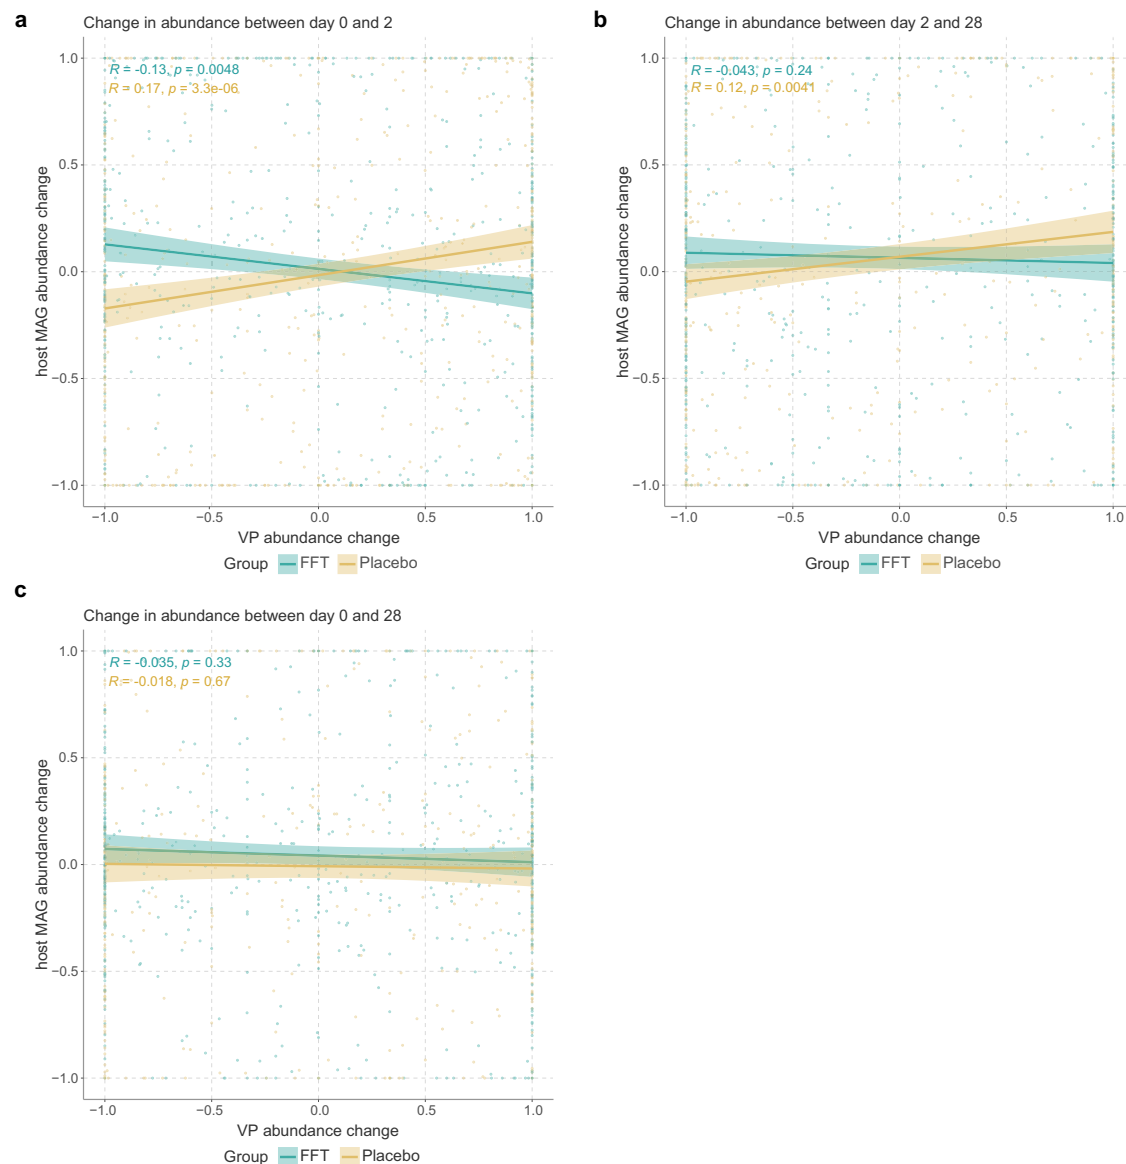 a
Change in abundance between day 0 and 2
R = -0.13, p = 0.0048
R = 0.17, p = 3.3e-06
1.0
0.5
0.0
−0.5
−1.0
host MAG abundance change
−1.0 −0.5 0.0 0.5 1.0
VP abundance change
Group FFT Placebo
b
Change in abundance between day 2 and 28
R = -0.043, p = 0.24
R = 0.12, p = 0.0041
1.0
0.5
0.0
−0.5
−1.0
host MAG abundance change
−1.0 −0.5 0.0 0.5 1.0
VP abundance change
Group FFT Placebo
c
Change in abundance between day 0 and 28
R = -0.035, p = 0.33
R = -0.018, p = 0.67
1.0
0.5
0.0
−0.5
−1.0
host MAG abundance change
−1.0 −0.5 0.0 0.5 1.0
VP abundance change
Group FFT Placebo